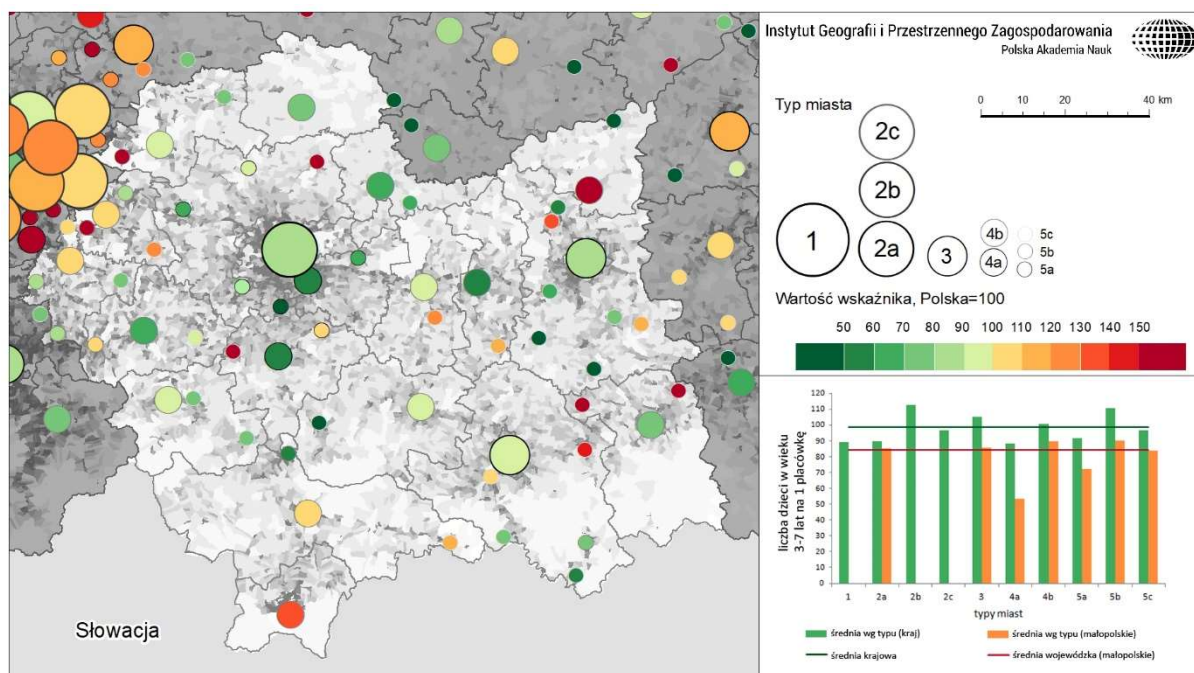 Słowacja
Instytut Geografii i Przestrzennego Zagospodarowania
Polska Akademia Nauk
Typ miasta
0 10 20 40 km
2c
2b
1
2a
3
4b
4a
5c
5b
5a
Wartość wskaźnika, Polska=100
50 60 70 80 90 100 110 120 130 140 150
liczba dzieci w wieku
3-7 lat na 1 placówkę
120
110
100
90
80
70
60
50
40
30
20
10
0
1 2a 2b 2c 3 4a 4b 5a 5b 5c
typy miast
średnia wg typu (kraj)
średnia wg typu (małopolskie)
średnia krajowa
średnia wojewódzka (małopolskie)